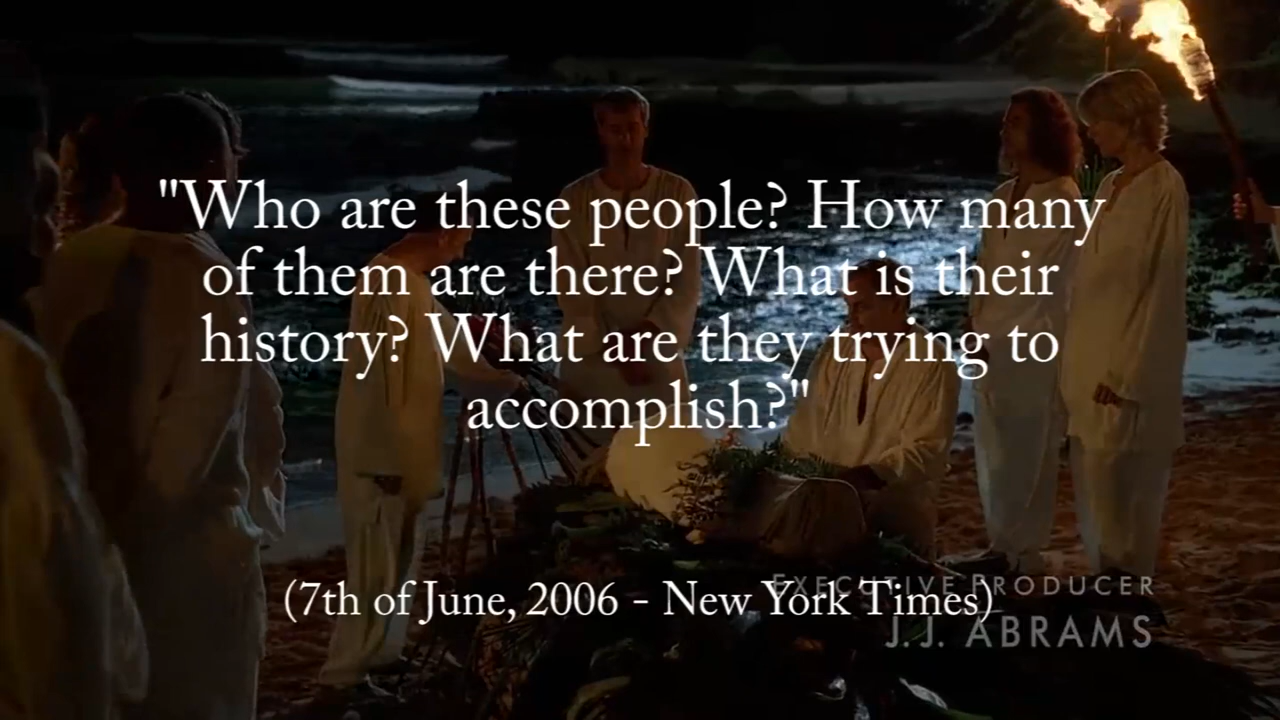 "Who are these people? How many
of them are there? What is their
history? What are they trying to
accomplish?"
(7th of June, 2006 - New York Times)
EXECUTIVE PRODUCER
J.J. ABRAMS